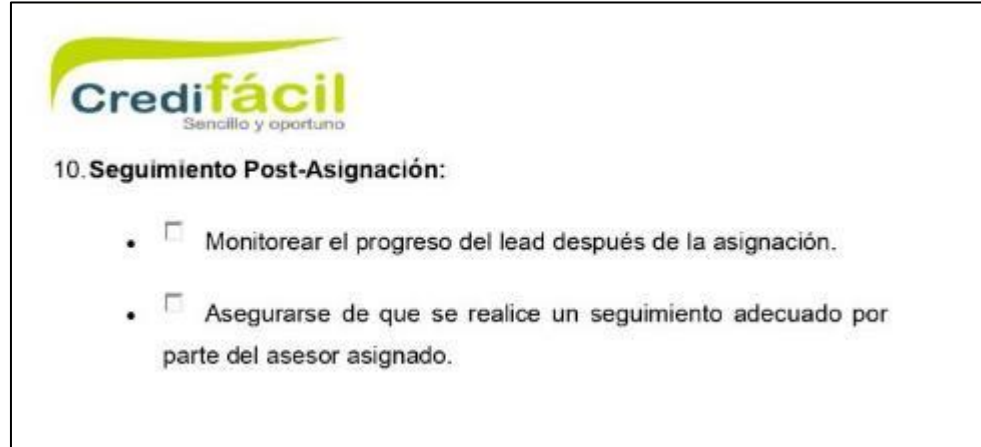 Credifácil
Sencillo y oportuno
10. Seguimiento Post-Asignación:
• Monitorear el progreso del lead después de la asignación.
• Asegurarse de que se realice un seguimiento adecuado por
parte del asesor asignado.